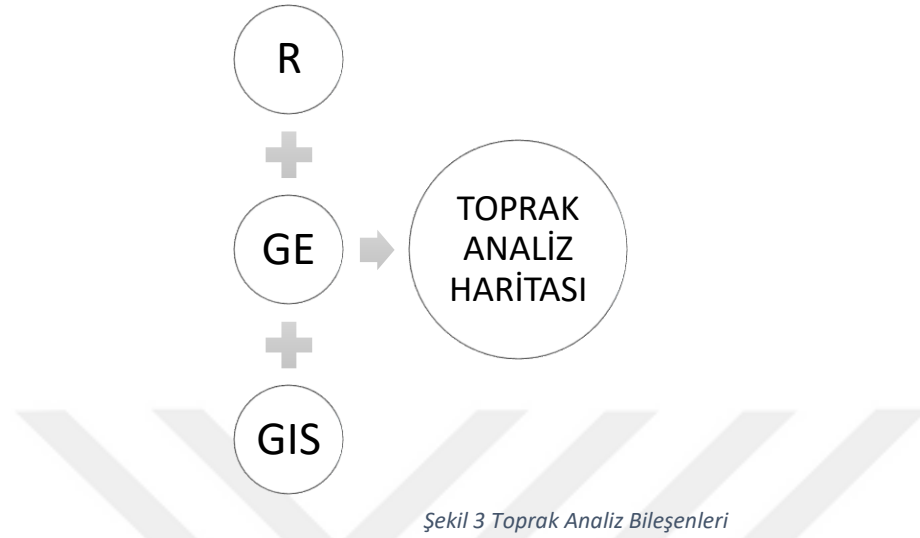 R
GE
GIS
TOPRAK
ANALİZ
HARİTASI
Şekil 3 Toprak Analiz Bileşenleri